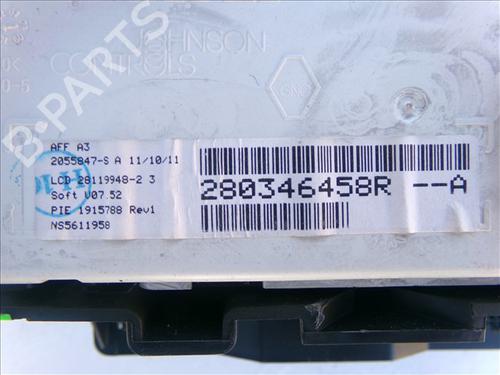 JOHNSON
CONTROLS
GNC
B-PARTS
AFF A3
2055847-S A 11/10/11
LCD 28119948-2 3
Soft V07.52
PIE 1915788 Rev1
NS5611958
280346458R --A